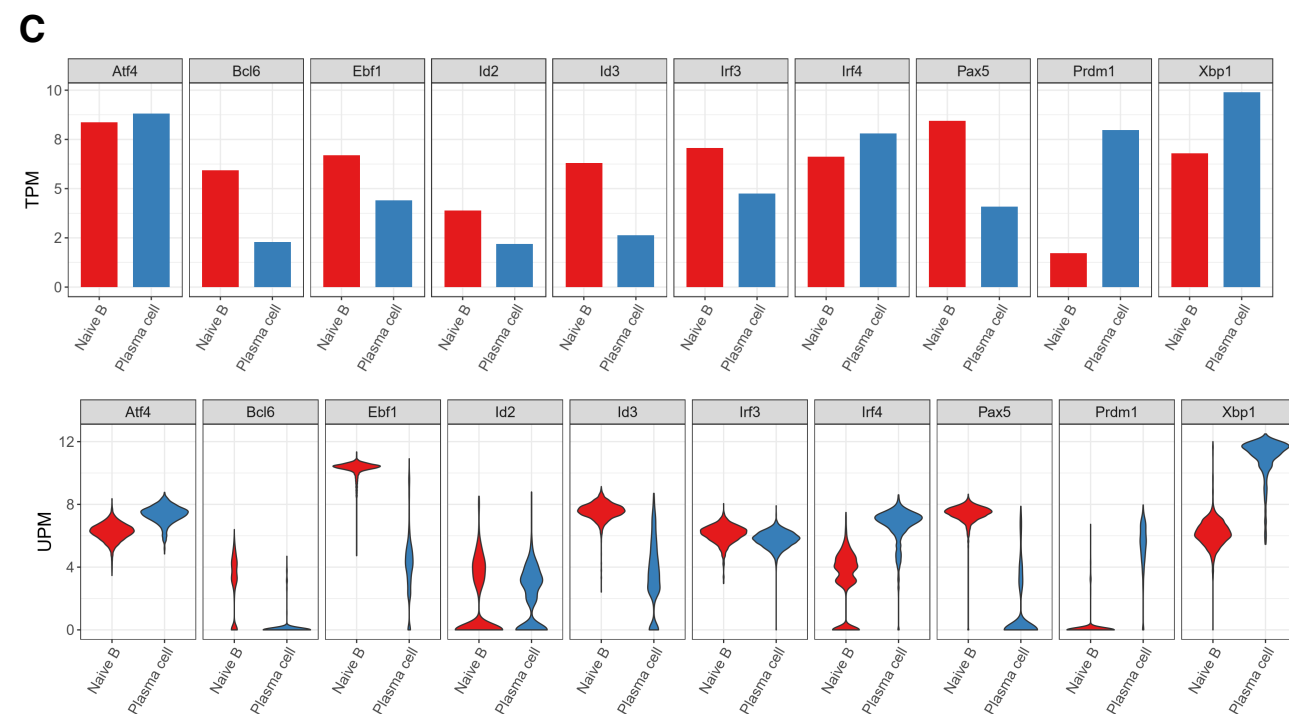 C
Atf4 Bcl6 Ebf1 Id2 Id3 Irf3 Irf4 Pax5 Prdm1 Xbp1
10
8
5
2
0
TPM
Naive B Plasma cell Naive B Plasma cell Naive B Plasma cell Naive B Plasma cell Naive B Plasma cell Naive B Plasma cell Naive B Plasma cell Naive B Plasma cell Naive B Plasma cell Naive B Plasma cell
Atf4 Bcl6 Ebf1 Id2 Id3 Irf3 Irf4 Pax5 Prdm1 Xbp1
12
8
4
0
UPM
Naive B Plasma cell Naive B Plasma cell Naive B Plasma cell Naive B Plasma cell Naive B Plasma cell Naive B Plasma cell Naive B Plasma cell Naive B Plasma cell Naive B Plasma cell Naive B Plasma cell